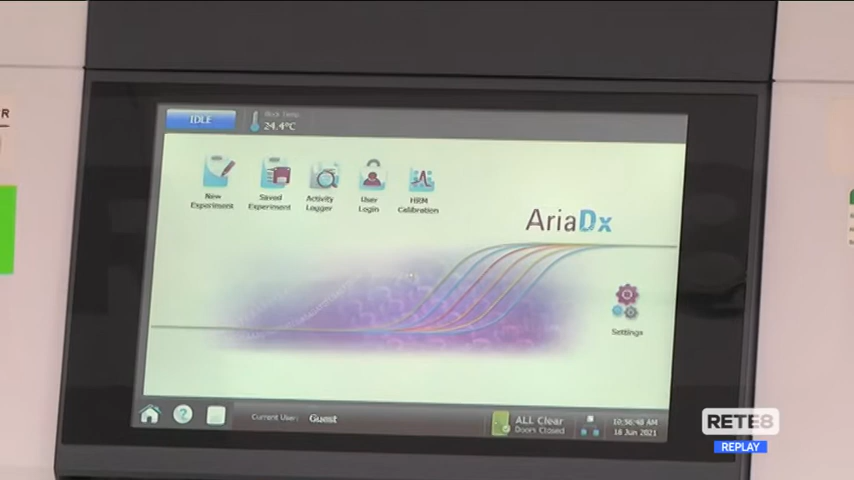 R
IDLE
Block Temp
24.4°C
New
Experiment
Saved
Experiment
Activity
Logger
User
Login
HRM
Calibration
AriaDx
Settings
Current User: Guest
ALL Clear
Doors Closed
10:56:48 AM
18 Jun 2021
RETE8
REPLAY